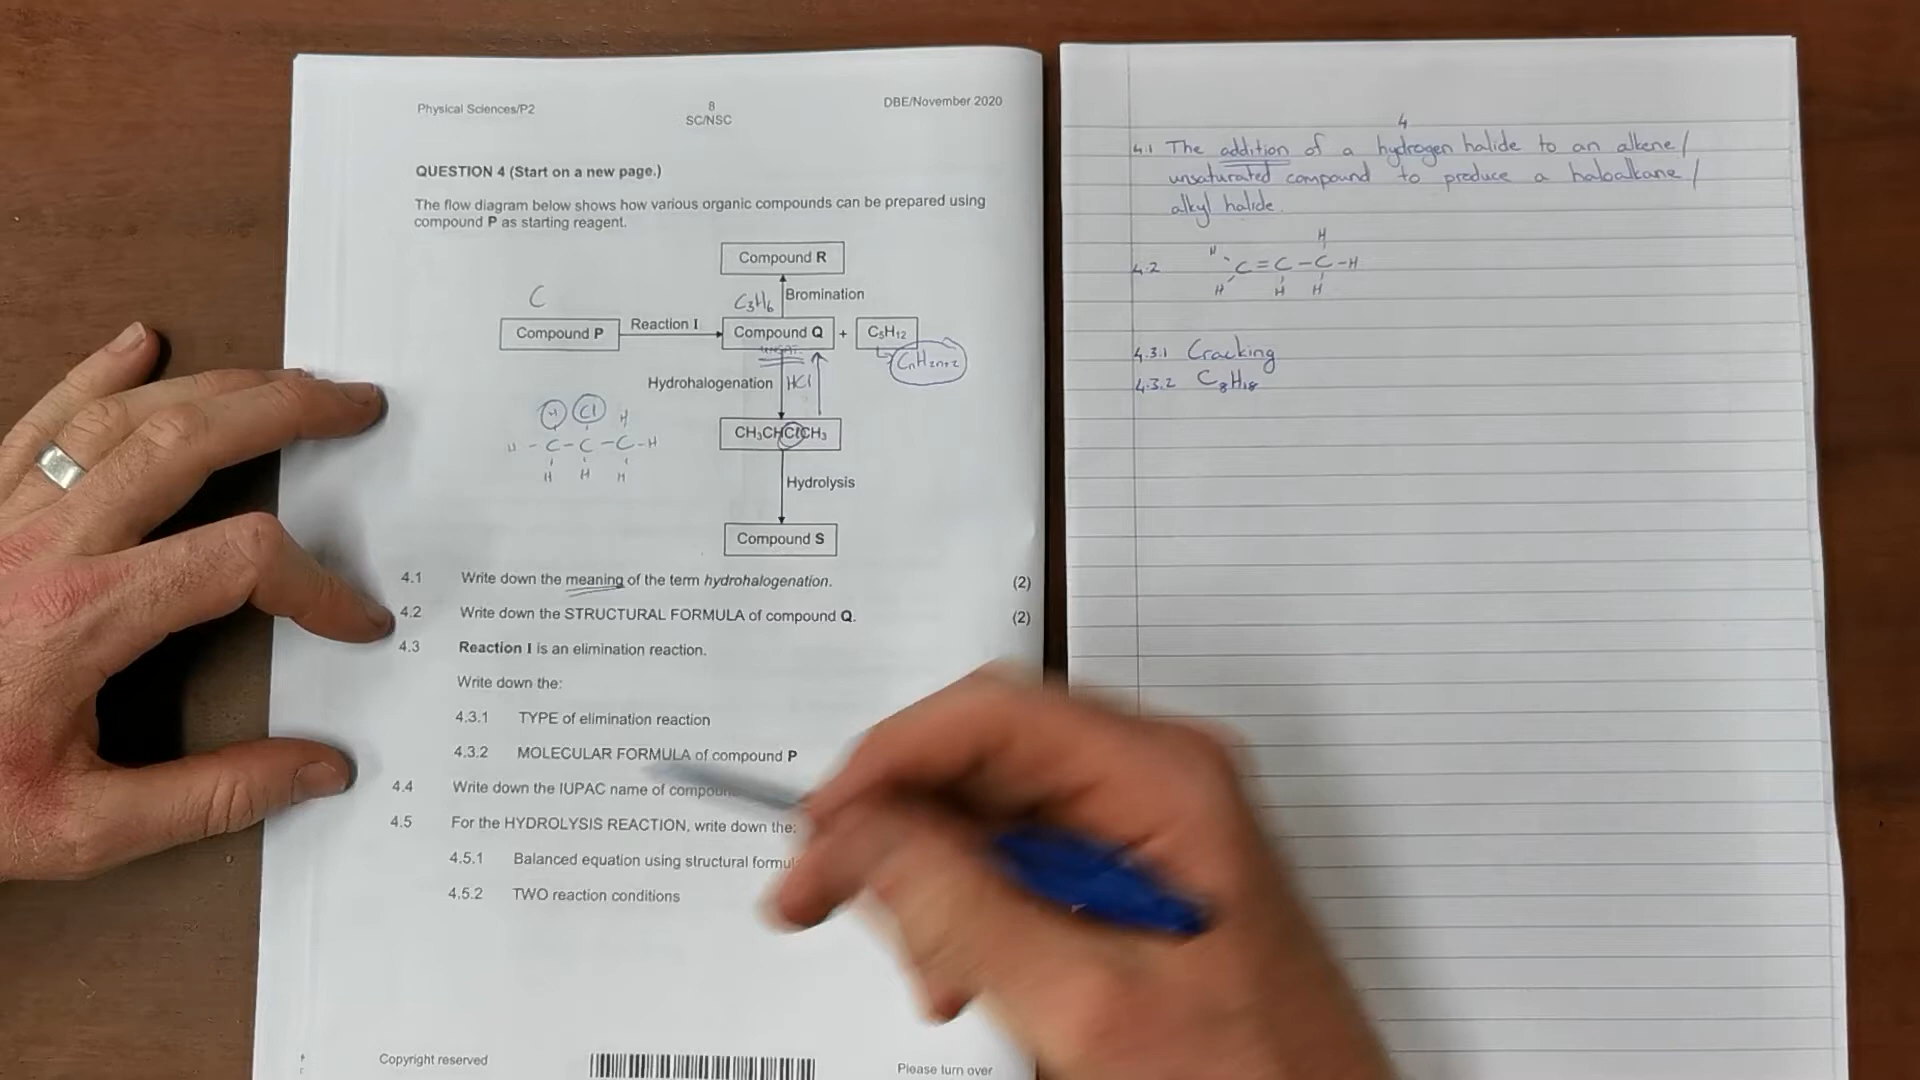 Physical Sciences/P2
8
SC/NSC
DBE/November 2020
QUESTION 4 (Start on a new page.)
The flow diagram below shows how various organic compounds can be prepared using
compound P as starting reagent.
Compound R
C
C₃H₆
Bromination
Compound P
Reaction I
Compound Q
+
C₅H₁₂
CnH2n+2
Hydrohalogenation
HCl
H Cl H
CH₃CHClCH₃
H - C - C - C - H
H H H
Hydrolysis
Compound S
4.1 Write down the meaning of the term hydrohalogenation. (2)
4.2 Write down the STRUCTURAL FORMULA of compound Q. (2)
4.3 Reaction I is an elimination reaction.
Write down the:
4.3.1 TYPE of elimination reaction
4.3.2 MOLECULAR FORMULA of compound P
4.4 Write down the IUPAC name of
4.5 For the HYDROLYSIS REACTION, write down the:
4.5.1 Balanced equation using structural
4.5.2 TWO reaction conditions
Copyright reserved
Please turn over
4
4.1 The addition of a hydrogen halide to an alkene/
unsaturated compound to produce a haloalkane/
alkyl halide.
H H
4.2 C = C - C - H
H H H
4.3.1 Cracking
4.3.2 C₈H₁₈